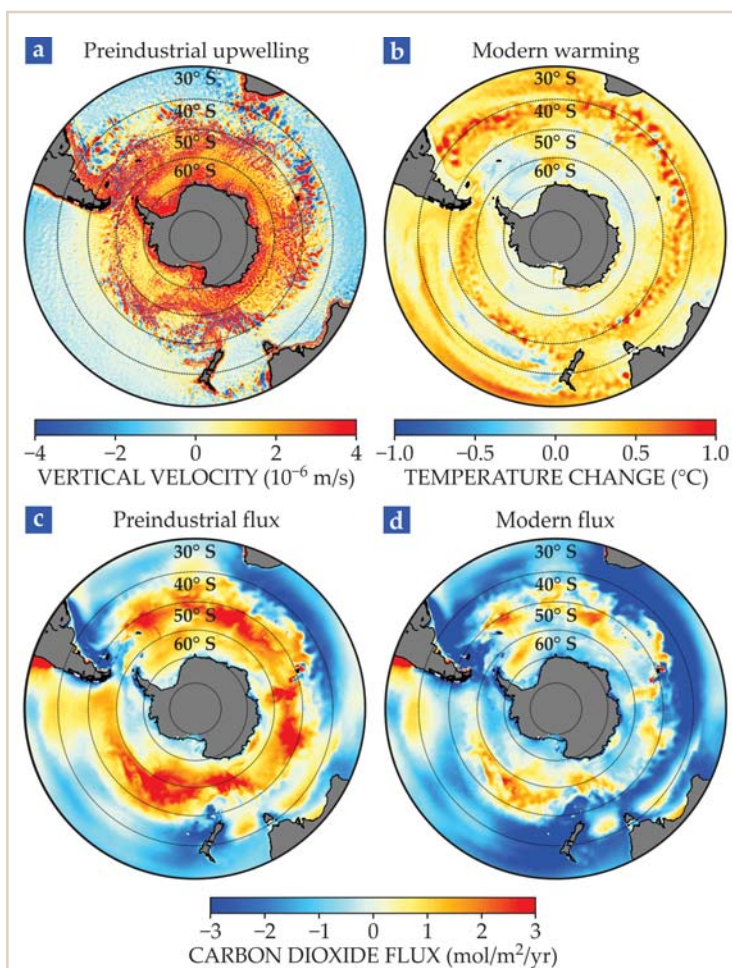 a Preindustrial upwelling
30° S
40° S
50° S
60° S
−4 −2 0 2 4
VERTICAL VELOCITY (10⁻⁶ m/s)
b Modern warming
30° S
40° S
50° S
60° S
−1.0 −0.5 0.0 0.5 1.0
TEMPERATURE CHANGE (°C)
c Preindustrial flux
30° S
40° S
50° S
60° S
d Modern flux
30° S
40° S
50° S
60° S
−3 −2 −1 0 1 2 3
CARBON DIOXIDE FLUX (mol/m²/yr)